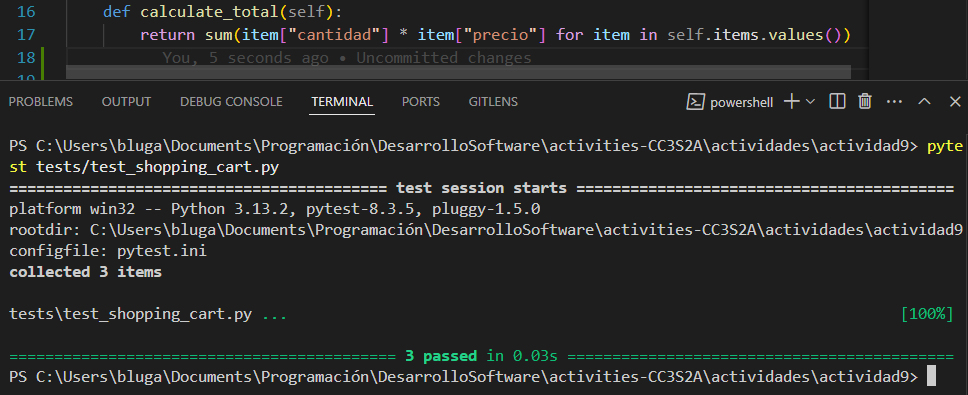 16 def calculate_total(self):
17 return sum(item["cantidad"] * item["precio"] for item in self.items.values())
18 You, 5 seconds ago • Uncommitted changes
19
PROBLEMS OUTPUT DEBUG CONSOLE TERMINAL PORTS GITLENS powershell
PS C:\Users\bluga\Documents\Programación\DesarrolloSoftware\activities-CC3S2A\actividades\actividad9> pyte
st tests/test_shopping_cart.py
========================================== test session starts ==========================================
platform win32 -- Python 3.13.2, pytest-8.3.5, pluggy-1.5.0
rootdir: C:\Users\bluga\Documents\Programación\DesarrolloSoftware\activities-CC3S2A\actividades\actividad9
configfile: pytest.ini
collected 3 items
tests\test_shopping_cart.py ... [100%]
=========================================== 3 passed in 0.03s ===========================================
PS C:\Users\bluga\Documents\Programación\DesarrolloSoftware\activities-CC3S2A\actividades\actividad9>